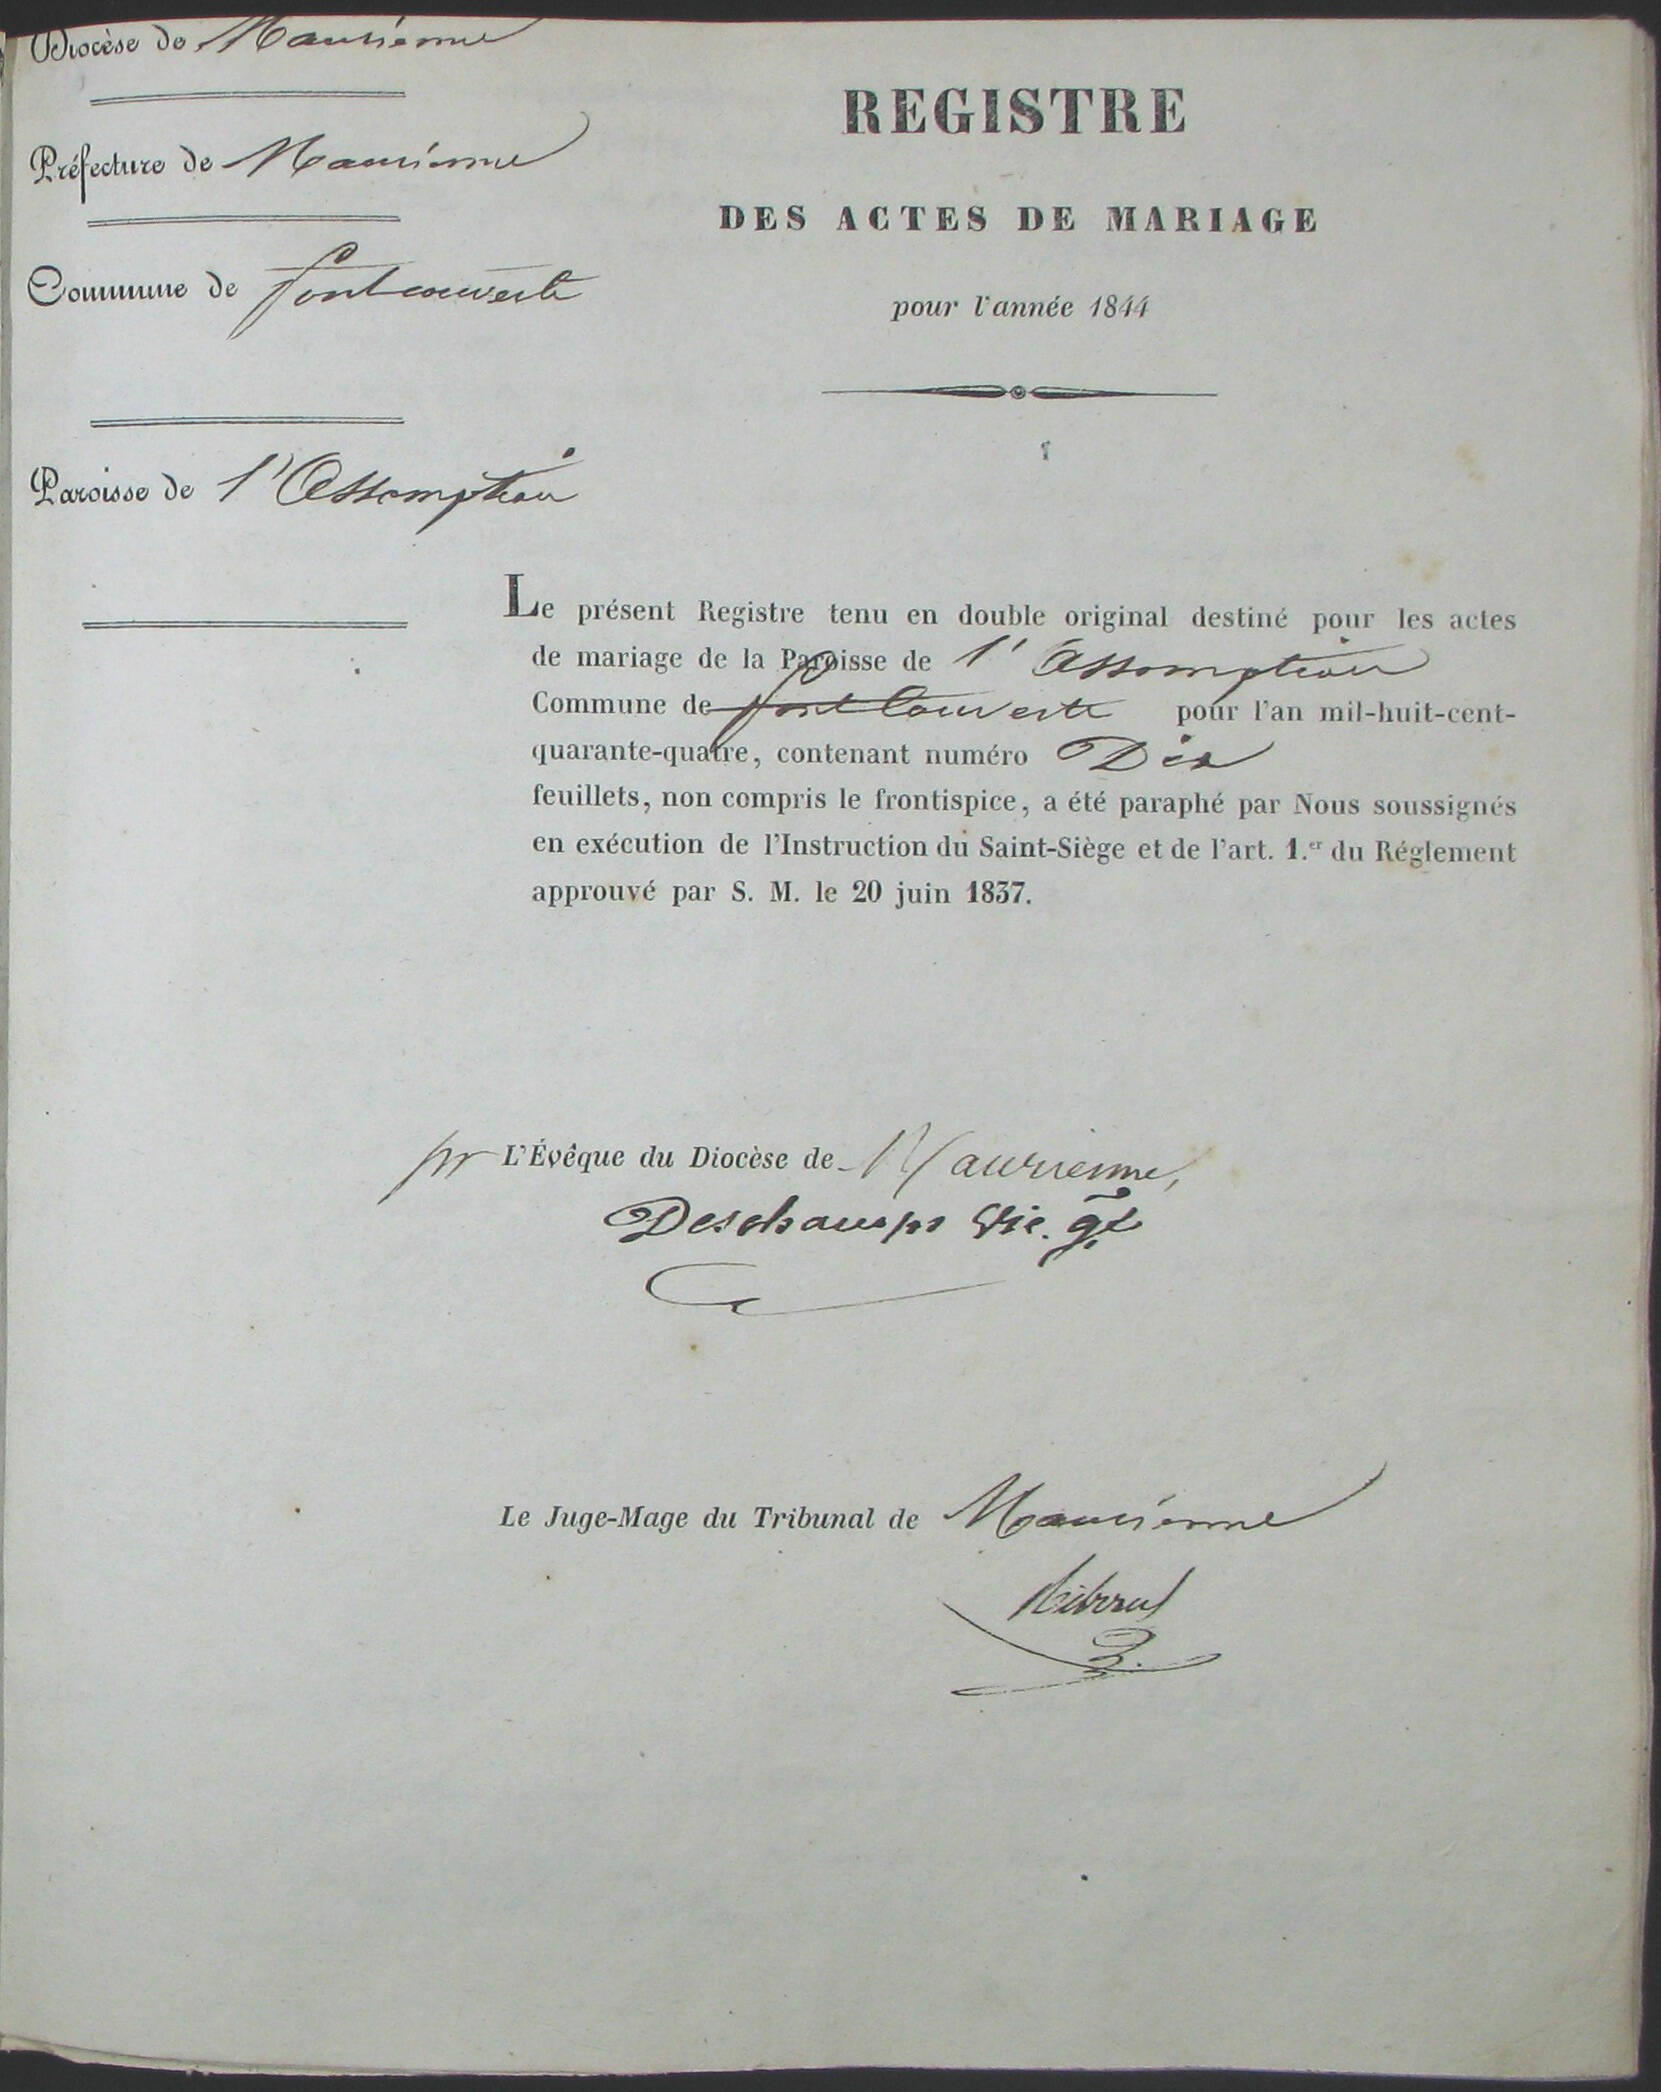 Diocèse de Maurienne
Préfecture de Maurienne
Commune de fontcouverte
Paroisse de l'Assomption
REGISTRE
DES ACTES DE MARIAGE
pour l'année 1844
Le présent Registre tenu en double original destiné pour les actes
de mariage de la Paroisse de l'assomption
Commune de fontCouverte pour l'an mil-huit-cent-
quarante-quatre, contenant numéro Dix
feuillets, non compris le frontispice, a été paraphé par Nous soussignés
en exécution de l'Instruction du Saint-Siège et de l'art. 1.er du Réglement
approuvé par S. M. le 20 juin 1837.
pr L'Évêque du Diocèse de Maurienne,
Deschamps Vic. gl
Le Juge-Mage du Tribunal de Maurienne